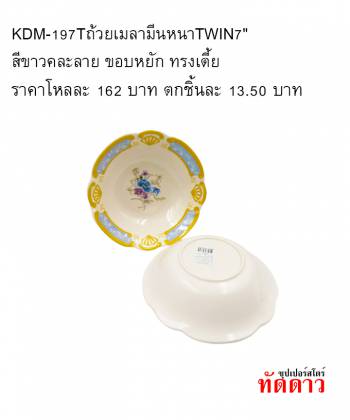 KDM-197Tถ้วยเมลามีนหนาTWIN7"
สีขาวคละลาย ขอบหยัก ทรงเตี้ย
ราคาโหลละ 162 บาท ตกชิ้นละ 13.50 บาท
ซุปเปอร์สโตร์
ทัดดาว